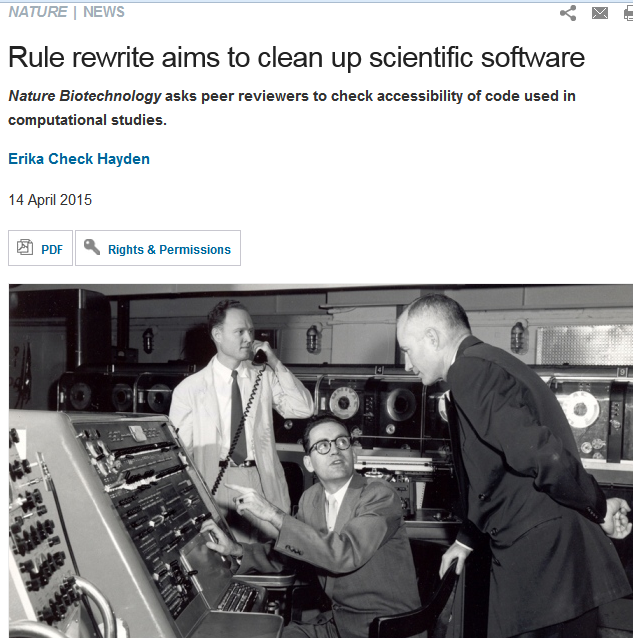 NATURE | NEWS
Rule rewrite aims to clean up scientific software
Nature Biotechnology asks peer reviewers to check accessibility of code used in
computational studies.
Erika Check Hayden
14 April 2015
PDF
Rights & Permissions